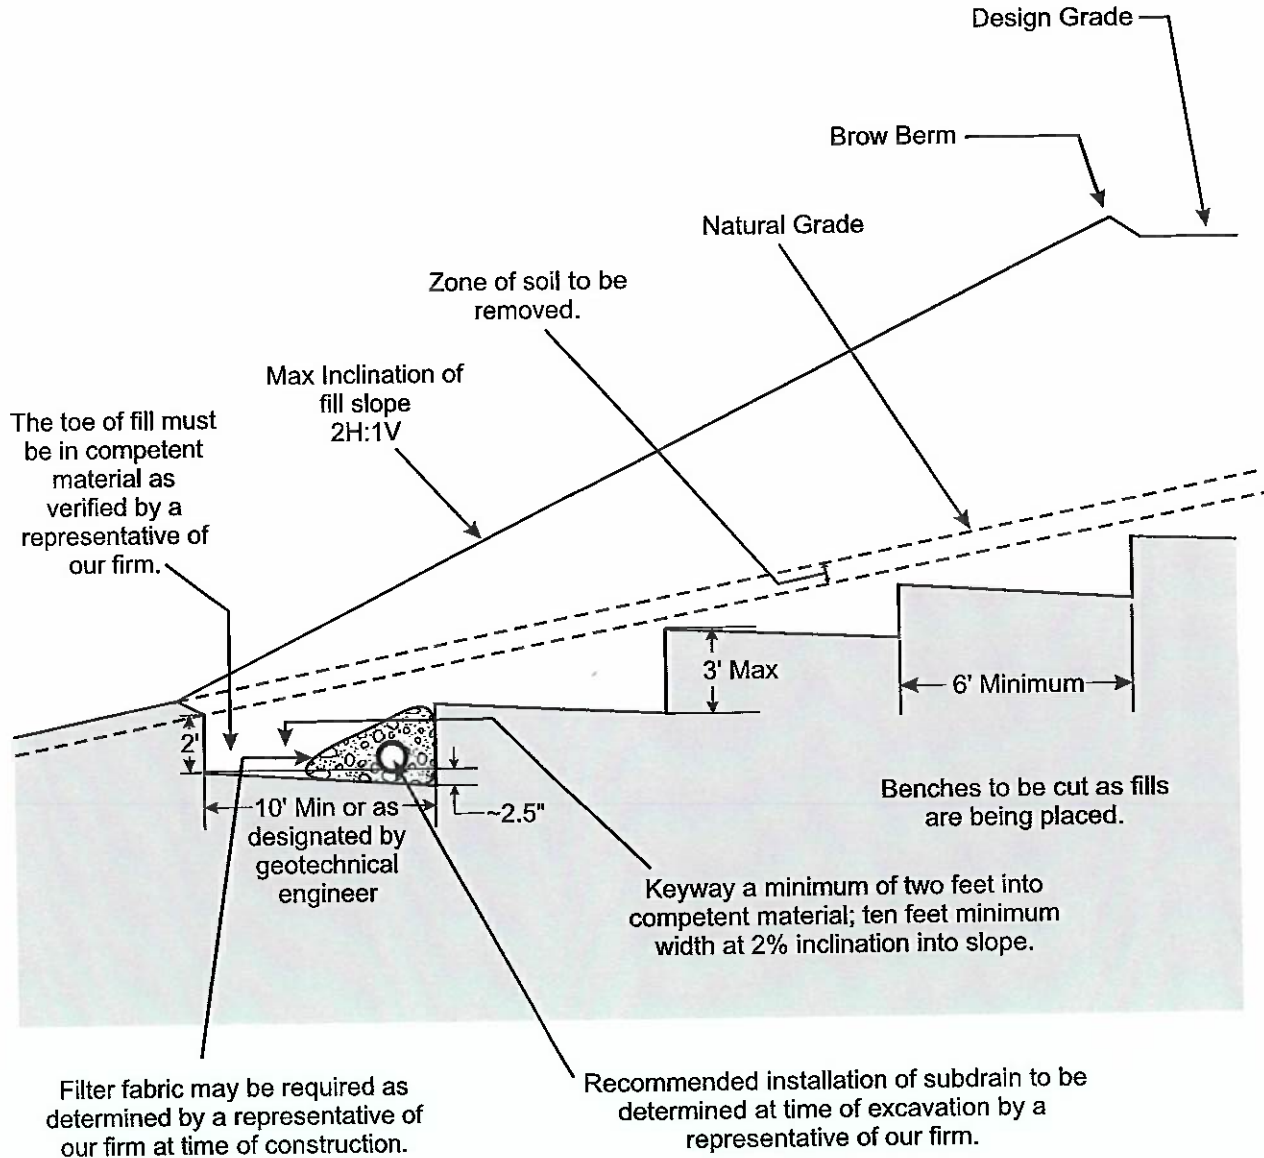 Design Grade
Brow Berm
Natural Grade
Zone of soil to be
removed.
Max Inclination of
fill slope
2H:1V
The toe of fill must
be in competent
material as
verified by a
representative of
our firm.
3' Max
6' Minimum
2'
10' Min or as
designated by
geotechnical
engineer
~2.5"
Benches to be cut as fills
are being placed.
Keyway a minimum of two feet into
competent material; ten feet minimum
width at 2% inclination into slope.
Filter fabric may be required as
determined by a representative of
our firm at time of construction.
Recommended installation of subdrain to be
determined at time of excavation by a
representative of our firm.